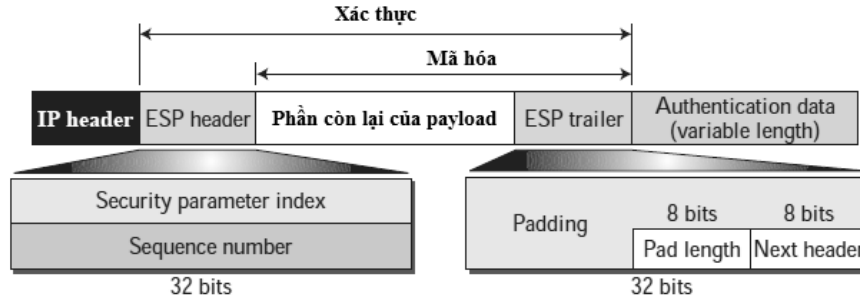 Xác thực
Mã hóa
IP header ESP header Phần còn lại của payload ESP trailer Authentication data
(variable length)
Security parameter index
Sequence number
32 bits
Padding
8 bits 8 bits
Pad length Next header
32 bits